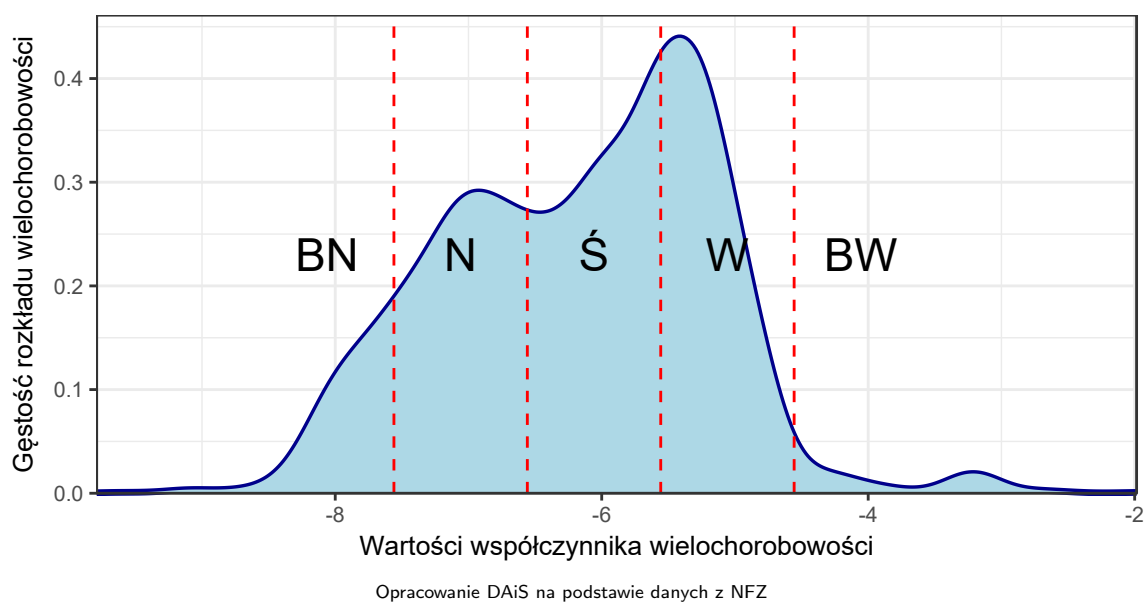 Gęstość rozkładu wielochorobowości
0.4
0.3
0.2
0.1
0.0
BN N Ś W BW
-8 -6 -4 -2
Wartości współczynnika wielochorobowości
Opracowanie DAiS na podstawie danych z NFZ